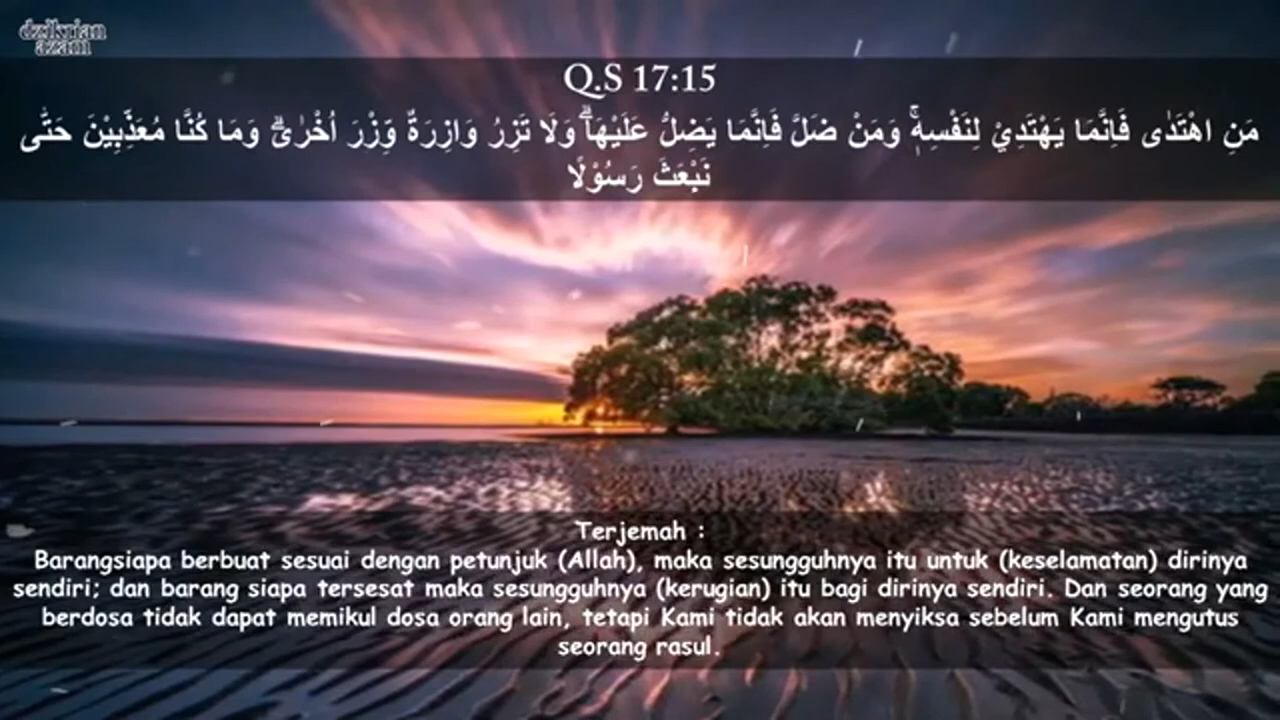 dzikrian
azam
Q.S 17:15
مَنِ اهْتَدٰى فَاِنَّمَا يَهْتَدِيْ لِنَفْسِهٖۚ وَمَنْ ضَلَّ فَاِنَّمَا يَضِلُّ عَلَيْهَاۗ وَلَا تَزِرُ وَازِرَةٌ وِّزْرَ اُخْرٰىۗ وَمَا كُنَّا مُعَذِّبِيْنَ حَتّٰى
نَبْعَثَ رَسُوْلًا
Terjemah :
Barangsiapa berbuat sesuai dengan petunjuk (Allah), maka sesungguhnya itu untuk (keselamatan) dirinya
sendiri; dan barang siapa tersesat maka sesungguhnya (kerugian) itu bagi dirinya sendiri. Dan seorang yang
berdosa tidak dapat memikul dosa orang lain, tetapi Kami tidak akan menyiksa sebelum Kami mengutus
seorang rasul.